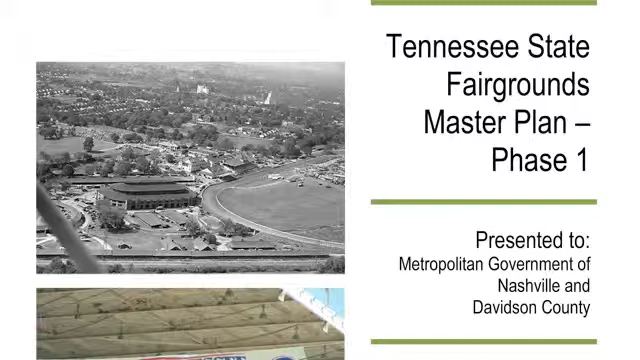 Tennessee State
Fairgrounds
Master Plan –
Phase 1
Presented to:
Metropolitan Government of
Nashville and
Davidson County